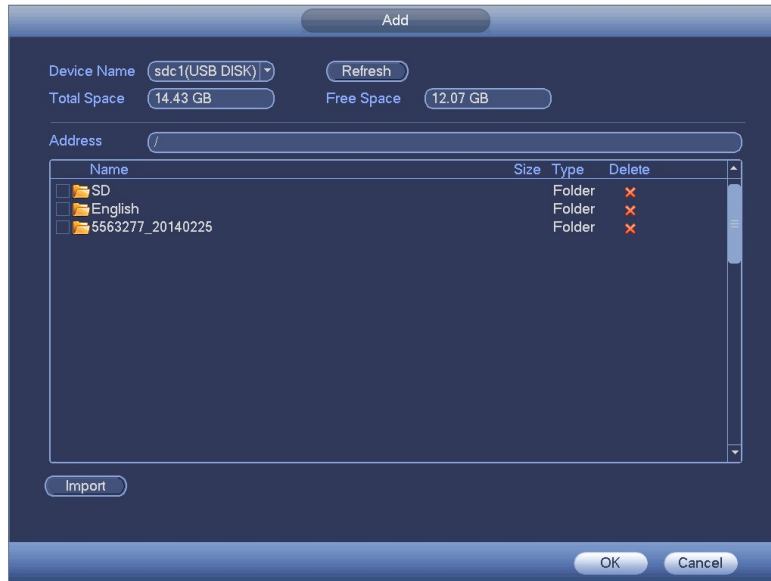 Add
Device Name sdc1(USB DISK) Refresh
Total Space 14.43 GB Free Space 12.07 GB
Address /
Name Size Type Delete
SD Folder
English Folder
5563277_20140225 Folder
Import
OK Cancel